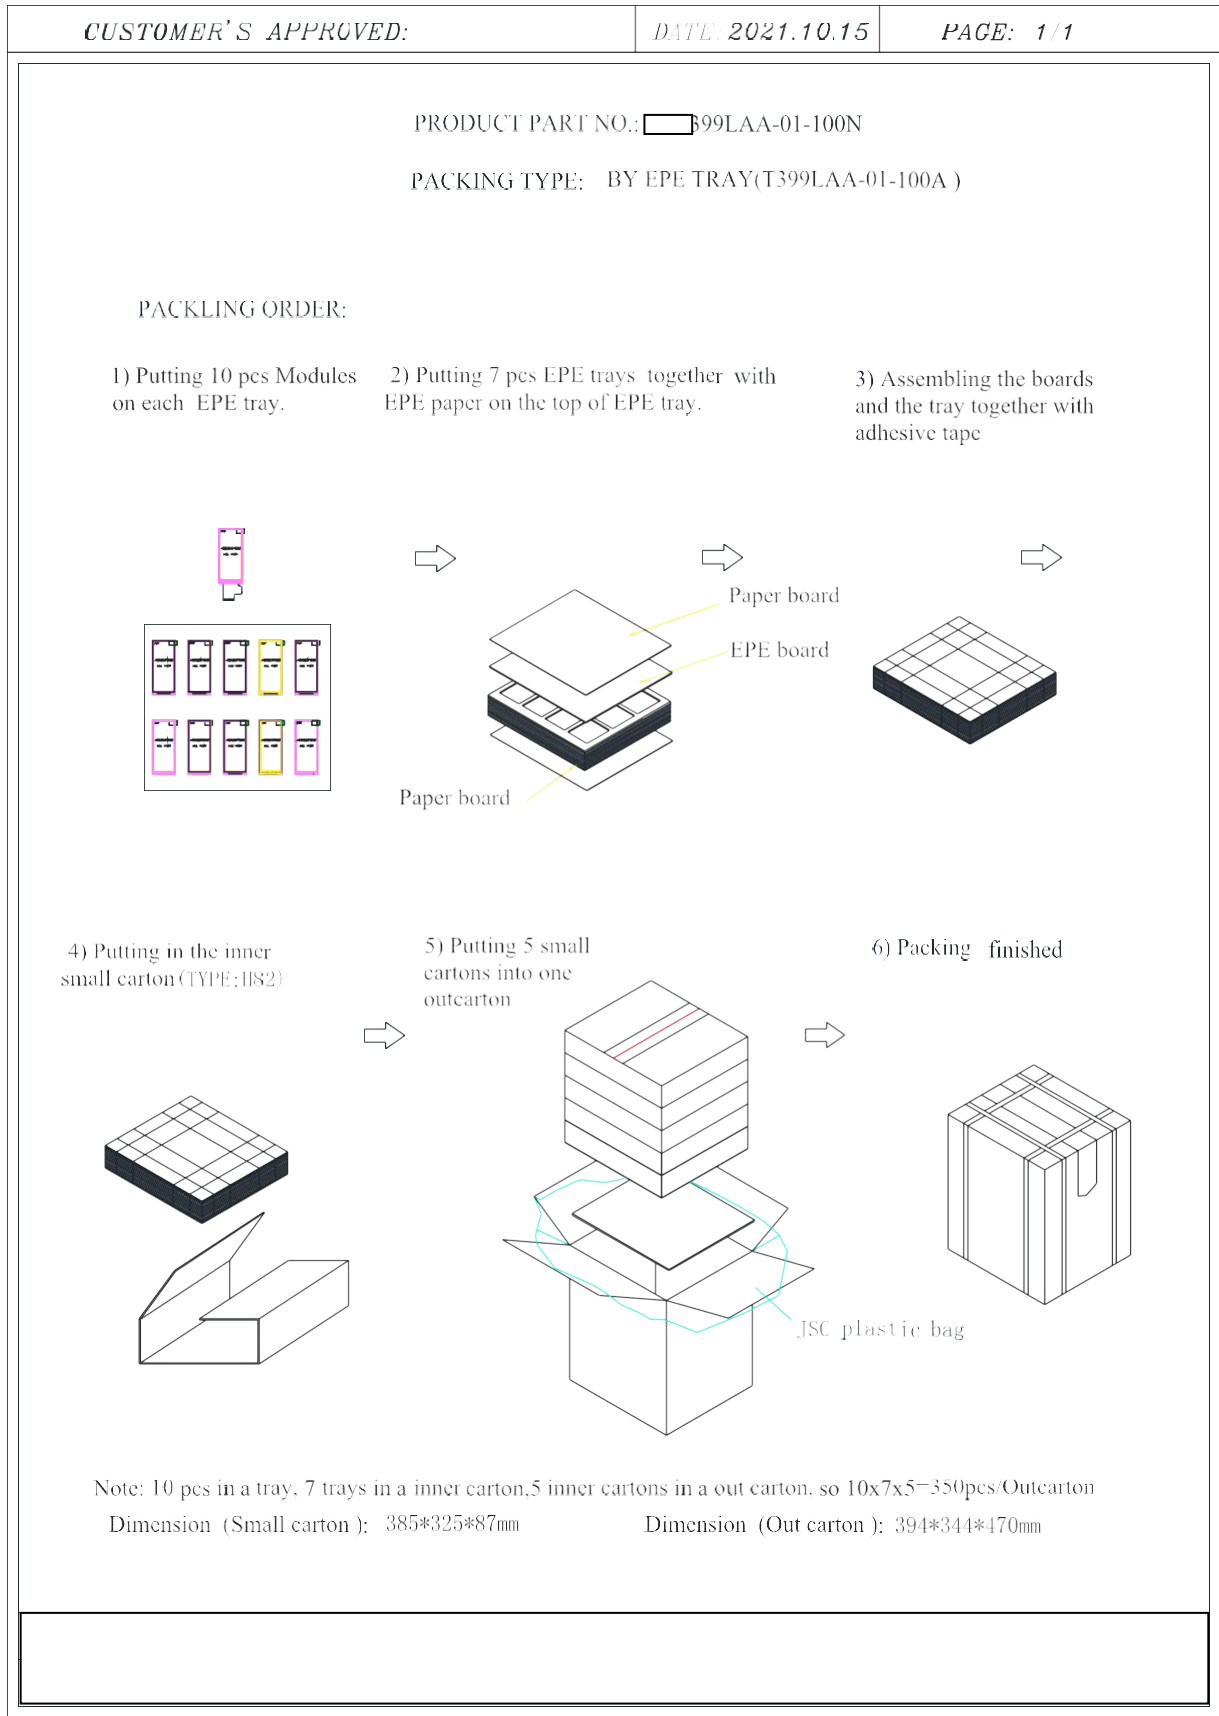 CUSTOMER'S APPROVED: DATE: 2021.10.15 PAGE: 1/1
PRODUCT PART NO.: 399LAA-01-100N
PACKING TYPE: BY EPE TRAY(T399LAA-01-100A )
PACKLING ORDER:
1) Putting 10 pcs Modules
on each EPE tray.
2) Putting 7 pcs EPE trays together with
EPE paper on the top of EPE tray.
3) Assembling the boards
and the tray together with
adhesive tape
Paper board
EPE board
Paper board
4) Putting in the inner
small carton (TYPE:H82)
5) Putting 5 small
cartons into one
outcarton
6) Packing finished
JSC plastic bag
Note: 10 pcs in a tray, 7 trays in a inner carton,5 inner cartons in a out carton. so 10x7x5=350pcs/Outcarton
Dimension (Small carton ): 385*325*87mm Dimension (Out carton ): 394*344*470mm